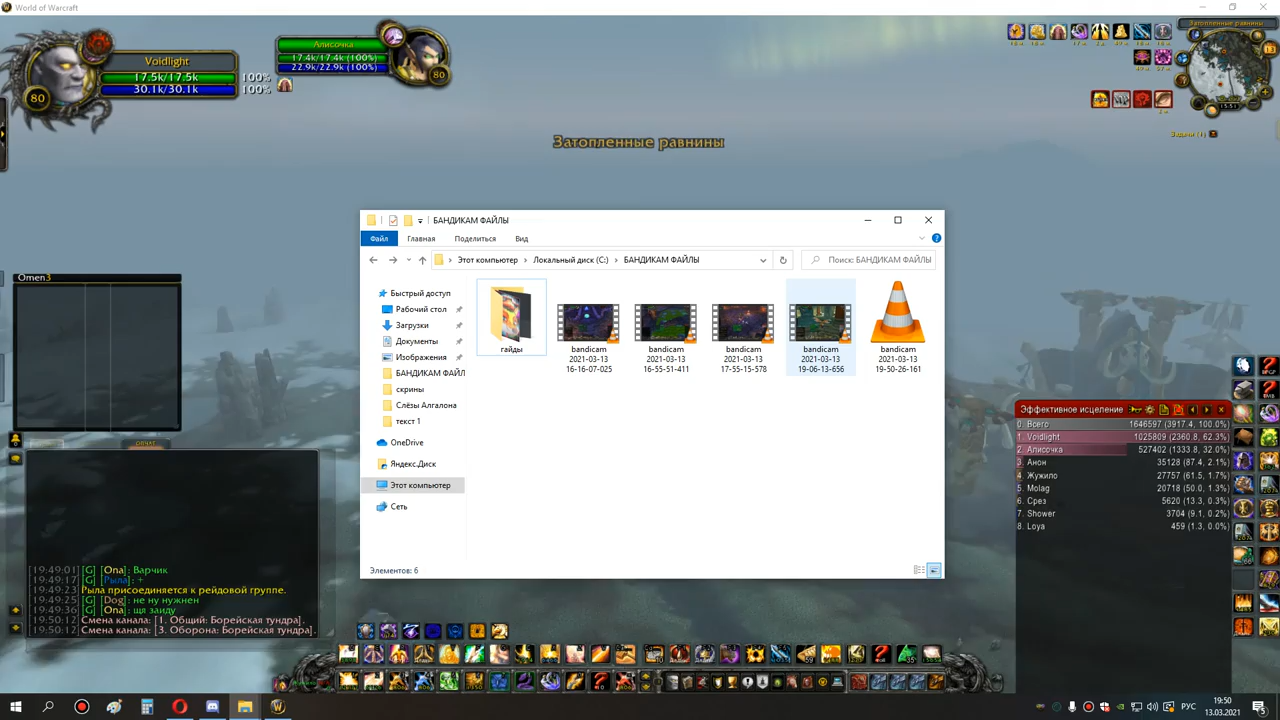 World of Warcraft
Voidlight
17.5k/17.5k 100%
30.1k/30.1k 100%
80
Алисочка
17.4k/17.4k (100%)
22.9k/22.9k (100%)
80
Затопленные равнины
15:51
Задачи (1)
Затопленные равнины
БАНДИКАМ ФАЙЛЫ
Файл Главная Поделиться Вид
Этот компьютер Локальный диск (C:) БАНДИКАМ ФАЙЛЫ
Поиск: БАНДИКАМ ФАЙЛЫ
Быстрый доступ
Рабочий стол
Загрузки
Документы
Изображения
БАНДИКАМ ФАЙЛ
скрины
Слёзы Алгалона
текст 1
OneDrive
Яндекс.Диск
Этот компьютер
Сеть
гайды
bandicam
2021-03-13
16-16-07-025
bandicam
2021-03-13
16-55-51-411
bandicam
2021-03-13
17-55-15-578
bandicam
2021-03-13
19-06-13-656
bandicam
2021-03-13
19-50-26-161
Элементов: 6
Omen3
[19:49:01] [G] [Ona]: Варчик
[19:49:17] [G] [Рыла]: +
[19:49:23] Рыла присоединяется к рейдовой группе.
[19:49:25] [G] [Dog]: не ну нужнен
[19:49:36] [G] [Ona]: щя заиду
[19:50:12] Смена канала: [1. Общий: Борейская тундра].
[19:50:12] Смена канала: [3. Оборона: Борейская тундра].
Эффективное исцеление
0. Всего 1646597 (3917.4, 100.0%)
1. Voidlight 1025809 (2360.8, 62.3%)
2. Алисочка 527402 (1333.8, 32.0%)
3. Анон 35128 (87.4, 2.1%)
4. Жужило 27757 (61.5, 1.7%)
5. Molag 20718 (50.0, 1.3%)
6. Срез 5620 (13.3, 0.3%)
7. Shower 3704 (9.1, 0.2%)
8. Loya 459 (1.3, 0.0%)
РУС
19:50
13.03.2021